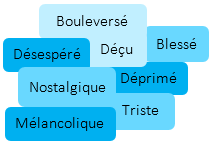 Bouleversé
Blessé
Désespéré
Déçu
Déprimé
Nostalgique
Triste
Mélancolique